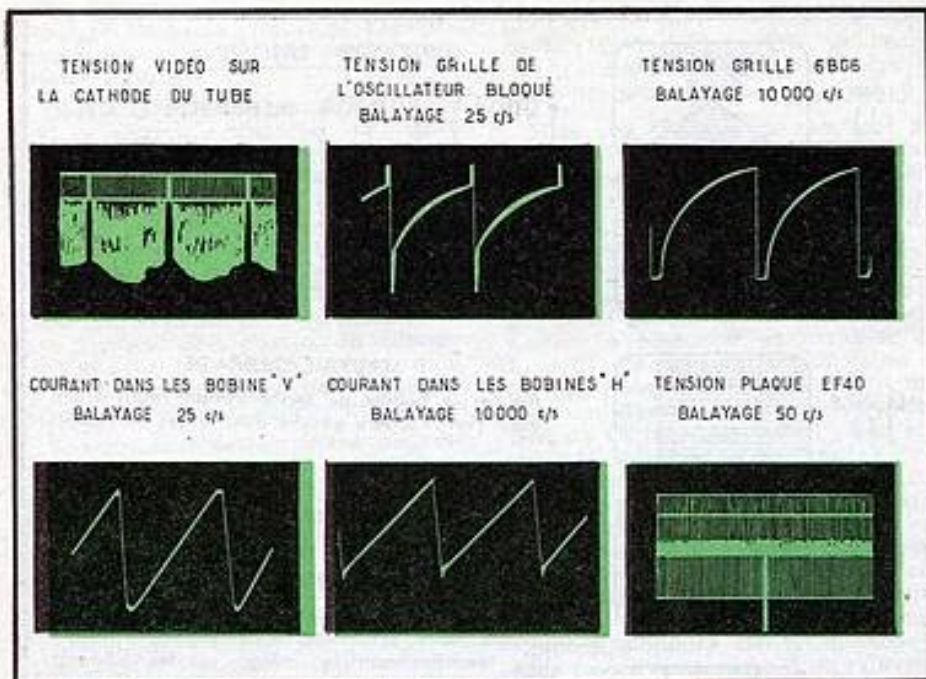 TENSION VIDÉO SUR
LA CATHODE DU TUBE
TENSION GRILLE DE
L'OSCILLATEUR BLOQUÉ
BALAYAGE 25 c/s
TENSION GRILLE 6BG6
BALAYAGE 10 000 c/s
COURANT DANS LES BOBINE "V"
BALAYAGE 25 c/s
COURANT DANS LES BOBINES "H"
BALAYAGE 10 000 c/s
TENSION PLAQUE EF40
BALAYAGE 50 c/s